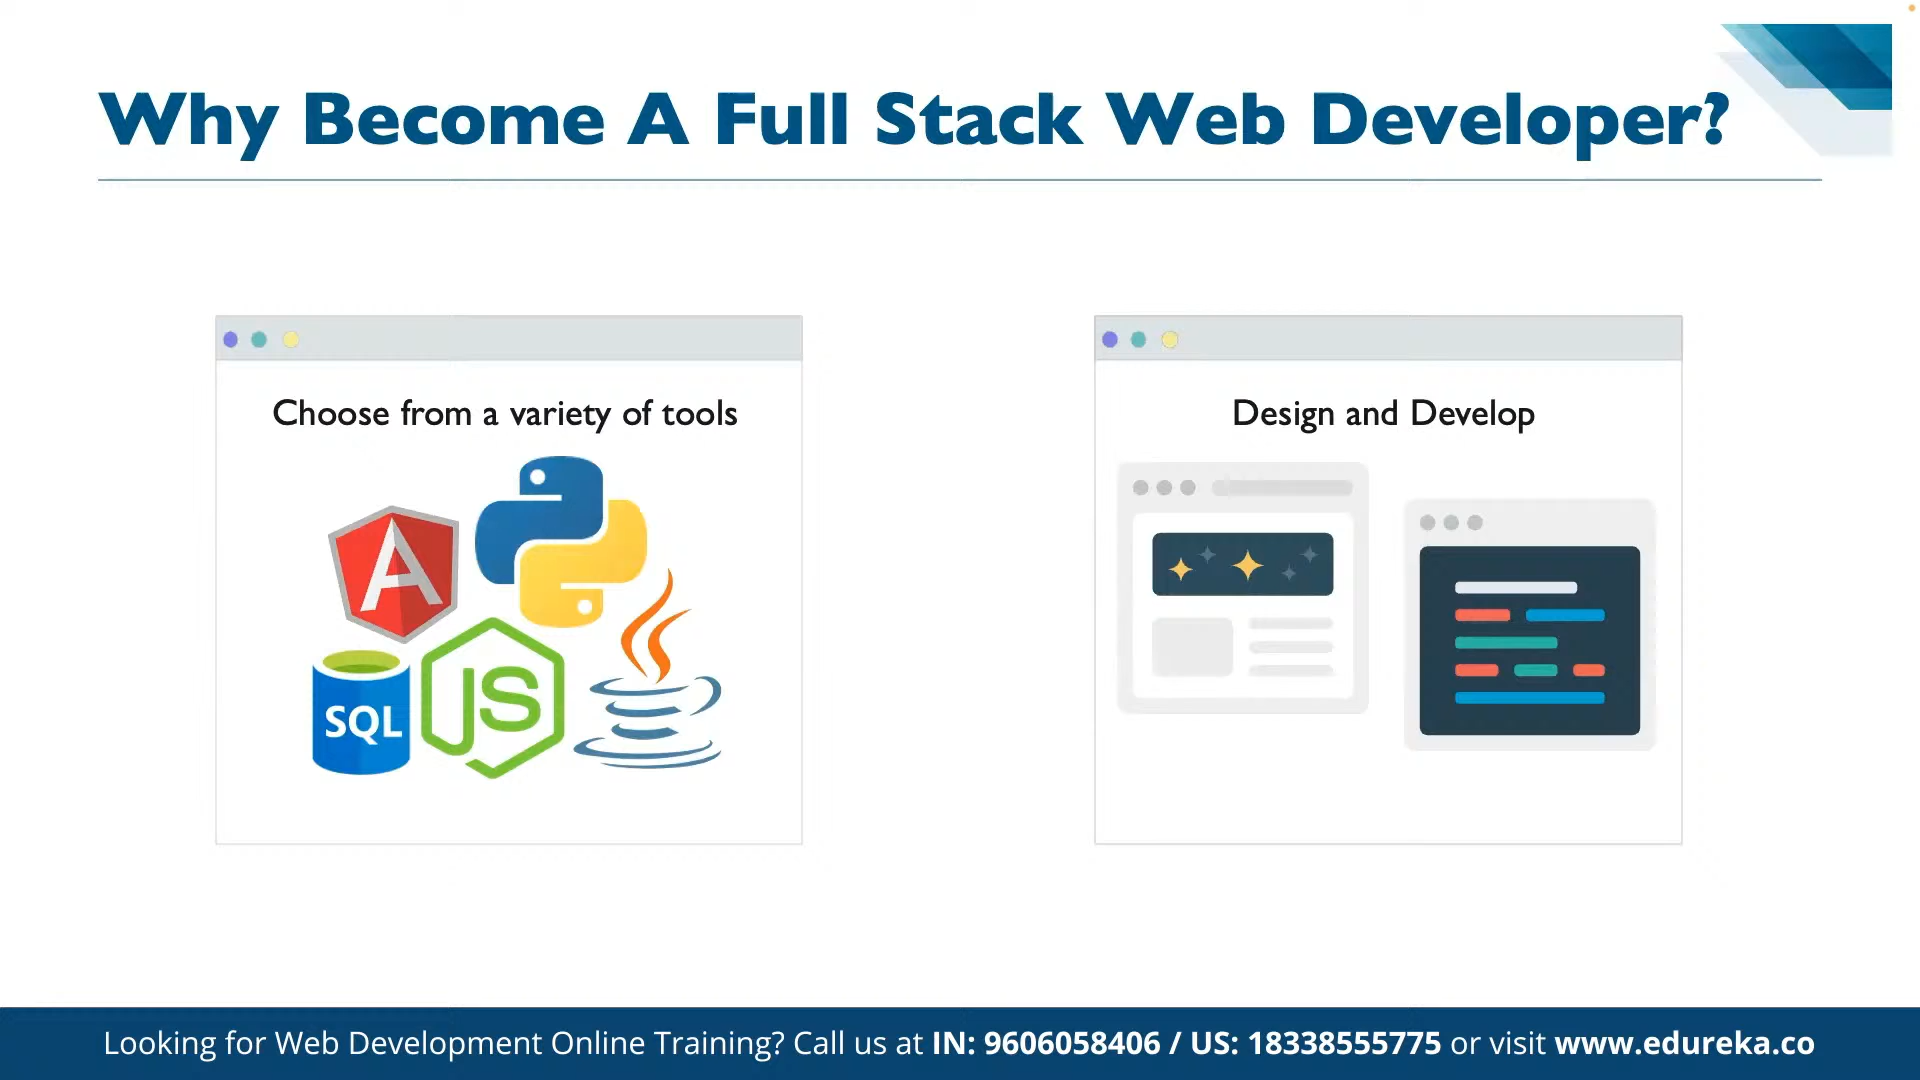 Why Become A Full Stack Web Developer?
Choose from a variety of tools
A
SQL
JS
Design and Develop
Looking for Web Development Online Training? Call us at IN: 9606058406 / US: 18338555775 or visit www.edureka.co